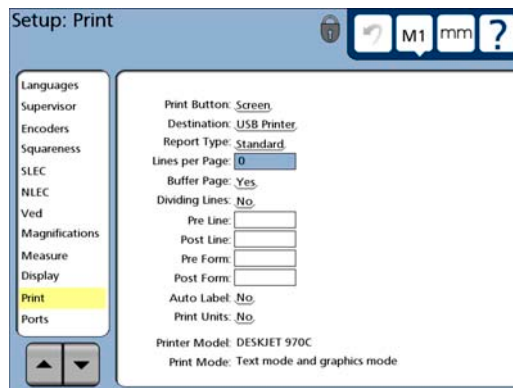 Setup: Print
M1 mm ?
Languages
Supervisor
Encoders
Squareness
SLEC
NLEC
Ved
Magnifications
Measure
Display
Print
Ports
Print Button: Screen
Destination: USB Printer
Report Type: Standard
Lines per Page: 0
Buffer Page: Yes
Dividing Lines: No
Pre Line:
Post Line:
Pre Form:
Post Form:
Auto Label: No
Print Units: No
Printer Model: DESKJET 970C
Print Mode: Text mode and graphics mode